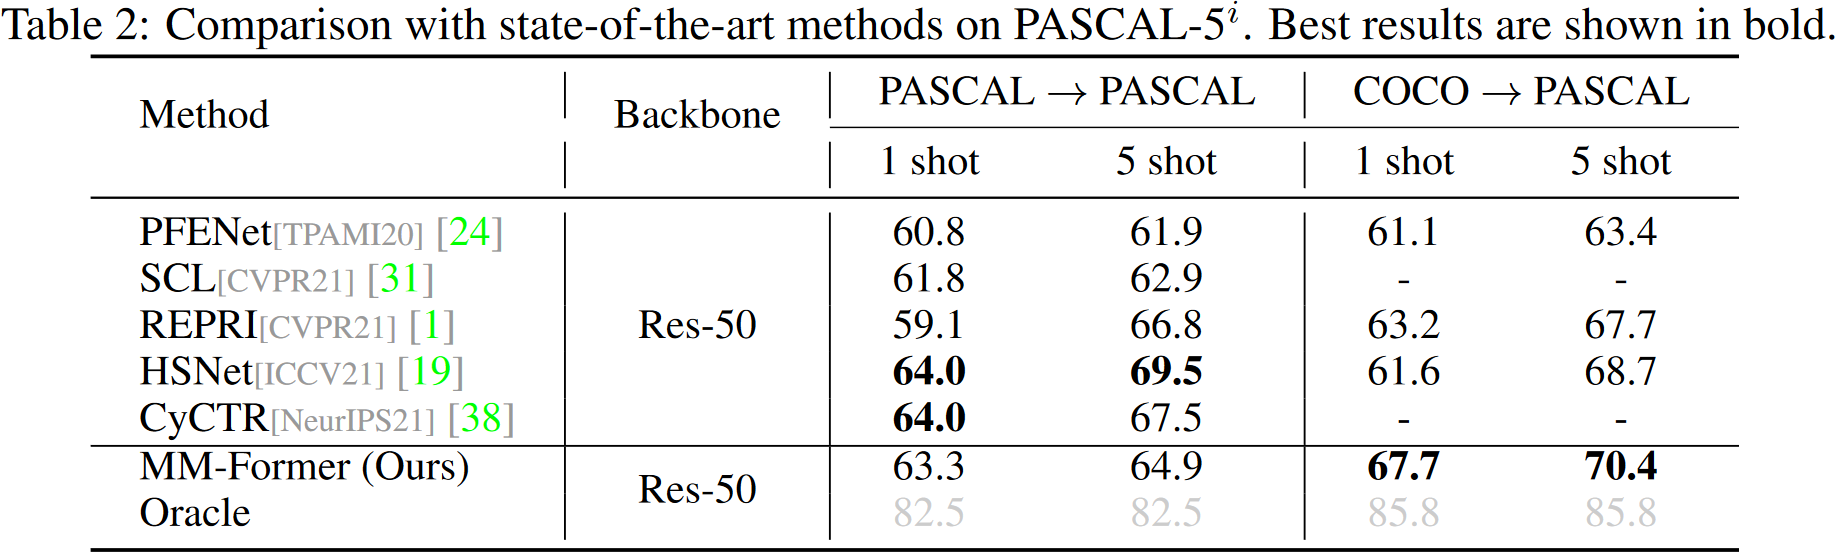 Table 2: Comparison with state-of-the-art methods on PASCAL-5^i. Best results are shown in bold.
Method Backbone PASCAL → PASCAL COCO → PASCAL
1 shot 5 shot 1 shot 5 shot
PFENet[TPAMI20] [24] 60.8 61.9 61.1 63.4
SCL[CVPR21] [31] 61.8 62.9 - -
REPRI[CVPR21] [1] Res-50 59.1 66.8 63.2 67.7
HSNet[ICCV21] [19] 64.0 69.5 61.6 68.7
CyCTR[NeurIPS21] [38] 64.0 67.5 - -
MM-Former (Ours) Res-50 63.3 64.9 67.7 70.4
Oracle 82.5 82.5 85.8 85.8